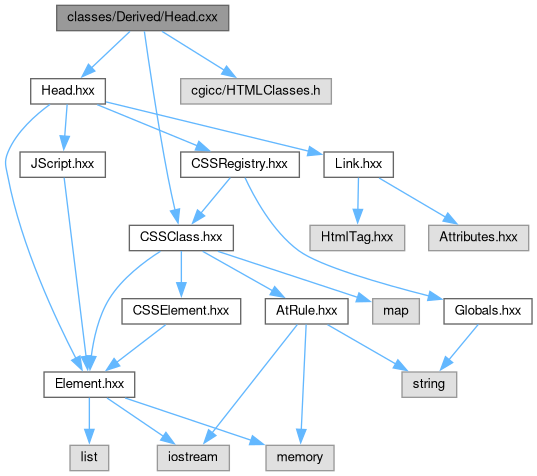 classes/Derived/Head.cxx
Head.hxx
cgicc/HTMLClasses.h
JScript.hxx
CSSRegistry.hxx
Link.hxx
CSSClass.hxx
HtmlTag.hxx
Attributes.hxx
CSSElement.hxx
AtRule.hxx
map
Globals.hxx
Element.hxx
string
list
iostream
memory